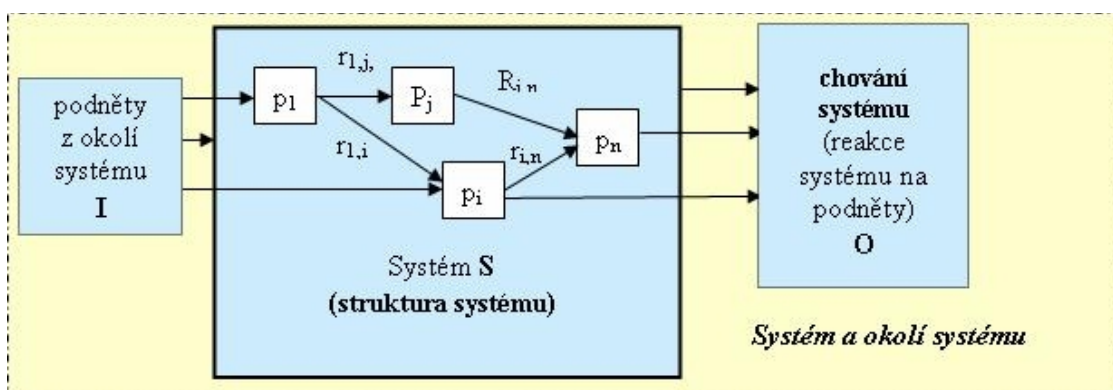 podněty
z okolí
systému
I
r1,j,
p1
Pj
Ri n
r1,i
pi
ri,n
pn
Systém S
(struktura systému)
chování
systému
(reakce
systému na
podněty)
O
Systém a okolí systému